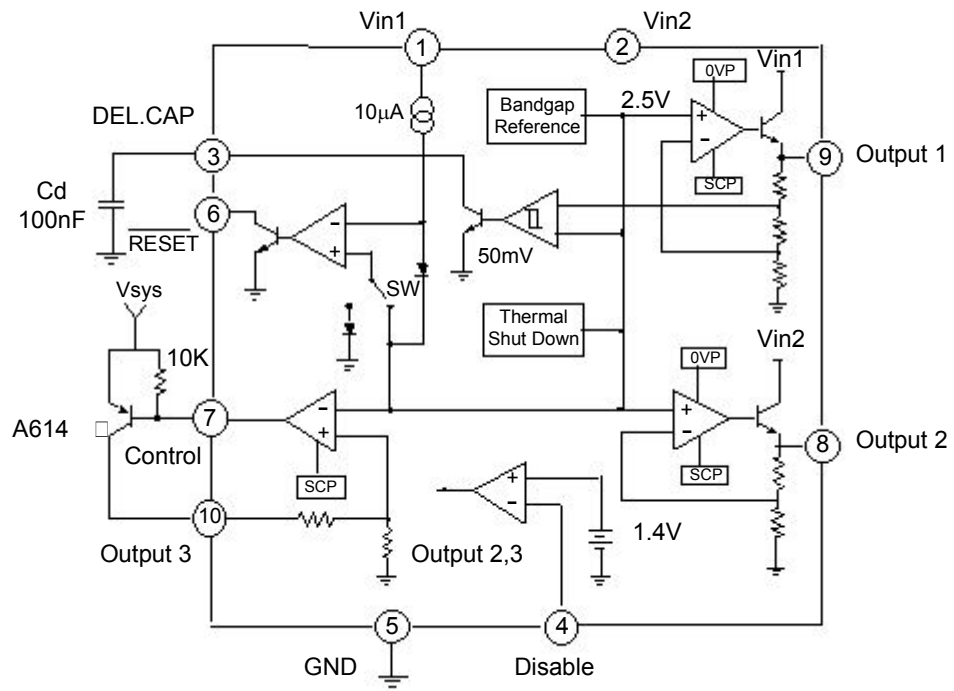 Vin1
Vin2
1
2
0VP
Vin1
10μA
Bandgap
Reference
2.5V
DEL.CAP
+
−
3
9
Output 1
SCP
Cd
100nF
6
−
+
RESET
50mV
SW
Vsys
Thermal
Shut Down
Vin2
10K
0VP
A614
7
−
+
+
−
8
Output 2
Control
SCP
SCP
10
+
−
1.4V
Output 3
Output 2,3
5
4
GND
Disable